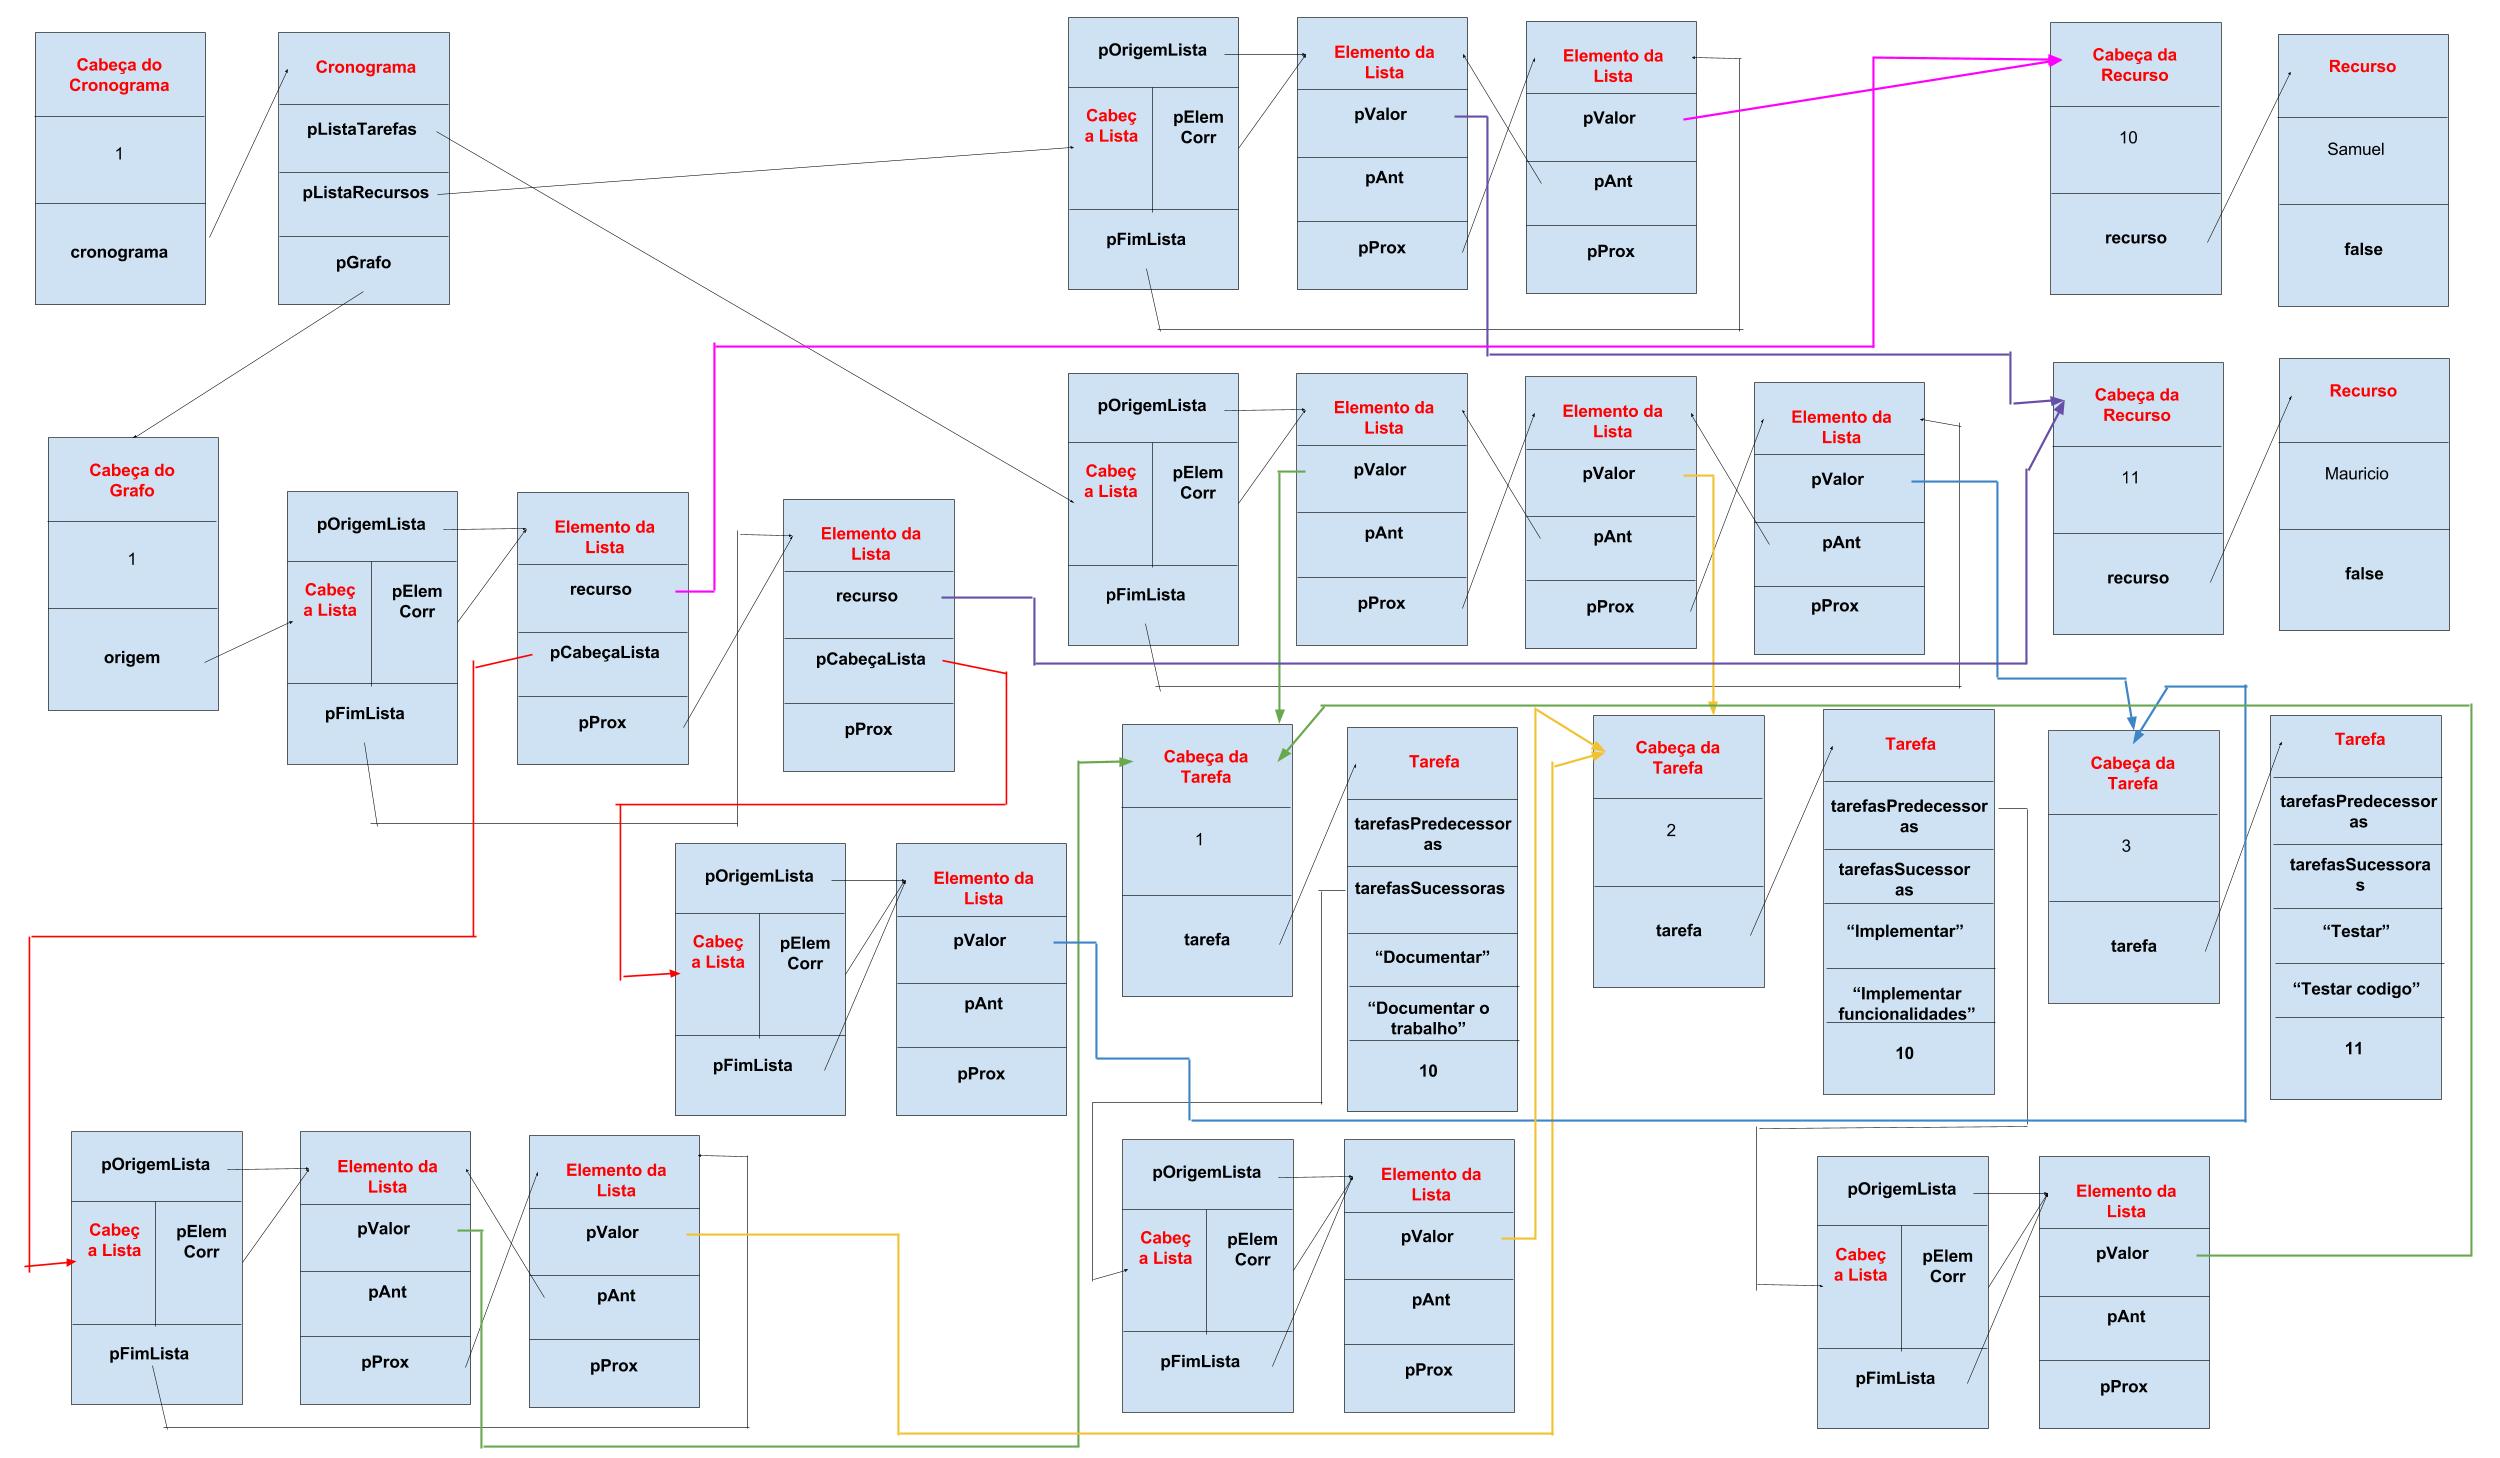 Cabeça do
Cronograma
1
cronograma
Cronograma
pListaTarefas
pListaRecursos
pGrafo
pOrigemLista
Cabeç
a Lista
pElem
Corr
pFimLista
Elemento da
Lista
pValor
pAnt
pProx
Elemento da
Lista
pValor
pAnt
pProx
Cabeça da
Recurso
10
recurso
Recurso
Samuel
false
Cabeça do
Grafo
1
origem
pOrigemLista
Cabeç
a Lista
pElem
Corr
pFimLista
Elemento da
Lista
recurso
pCabeçaLista
pProx
Elemento da
Lista
recurso
pCabeçaLista
pProx
pOrigemLista
Cabeç
a Lista
pElem
Corr
pFimLista
Elemento da
Lista
pValor
pAnt
pProx
Elemento da
Lista
pValor
pAnt
pProx
Elemento da
Lista
pValor
pAnt
pProx
Cabeça da
Recurso
11
recurso
Recurso
Mauricio
false
pOrigemLista
Cabeç
a Lista
pElem
Corr
pFimLista
Elemento da
Lista
pValor
pAnt
pProx
Cabeça da
Tarefa
1
tarefa
Tarefa
tarefasPredecessor
as
tarefasSucessoras
“Documentar”
“Documentar o
trabalho”
10
Cabeça da
Tarefa
2
tarefa
Tarefa
tarefasPredecessor
as
tarefasSucessor
as
“Implementar”
“Implementar
funcionalidades”
10
Cabeça da
Tarefa
3
tarefa
Tarefa
tarefasPredecessor
as
tarefasSucessora
s
“Testar”
“Testar codigo”
11
pOrigemLista
Cabeç
a Lista
pElem
Corr
pFimLista
Elemento da
Lista
pValor
pAnt
pProx
Elemento da
Lista
pValor
pAnt
pProx
pOrigemLista
Cabeç
a Lista
pElem
Corr
pFimLista
Elemento da
Lista
pValor
pAnt
pProx
pOrigemLista
Cabeç
a Lista
pElem
Corr
pFimLista
Elemento da
Lista
pValor
pAnt
pProx